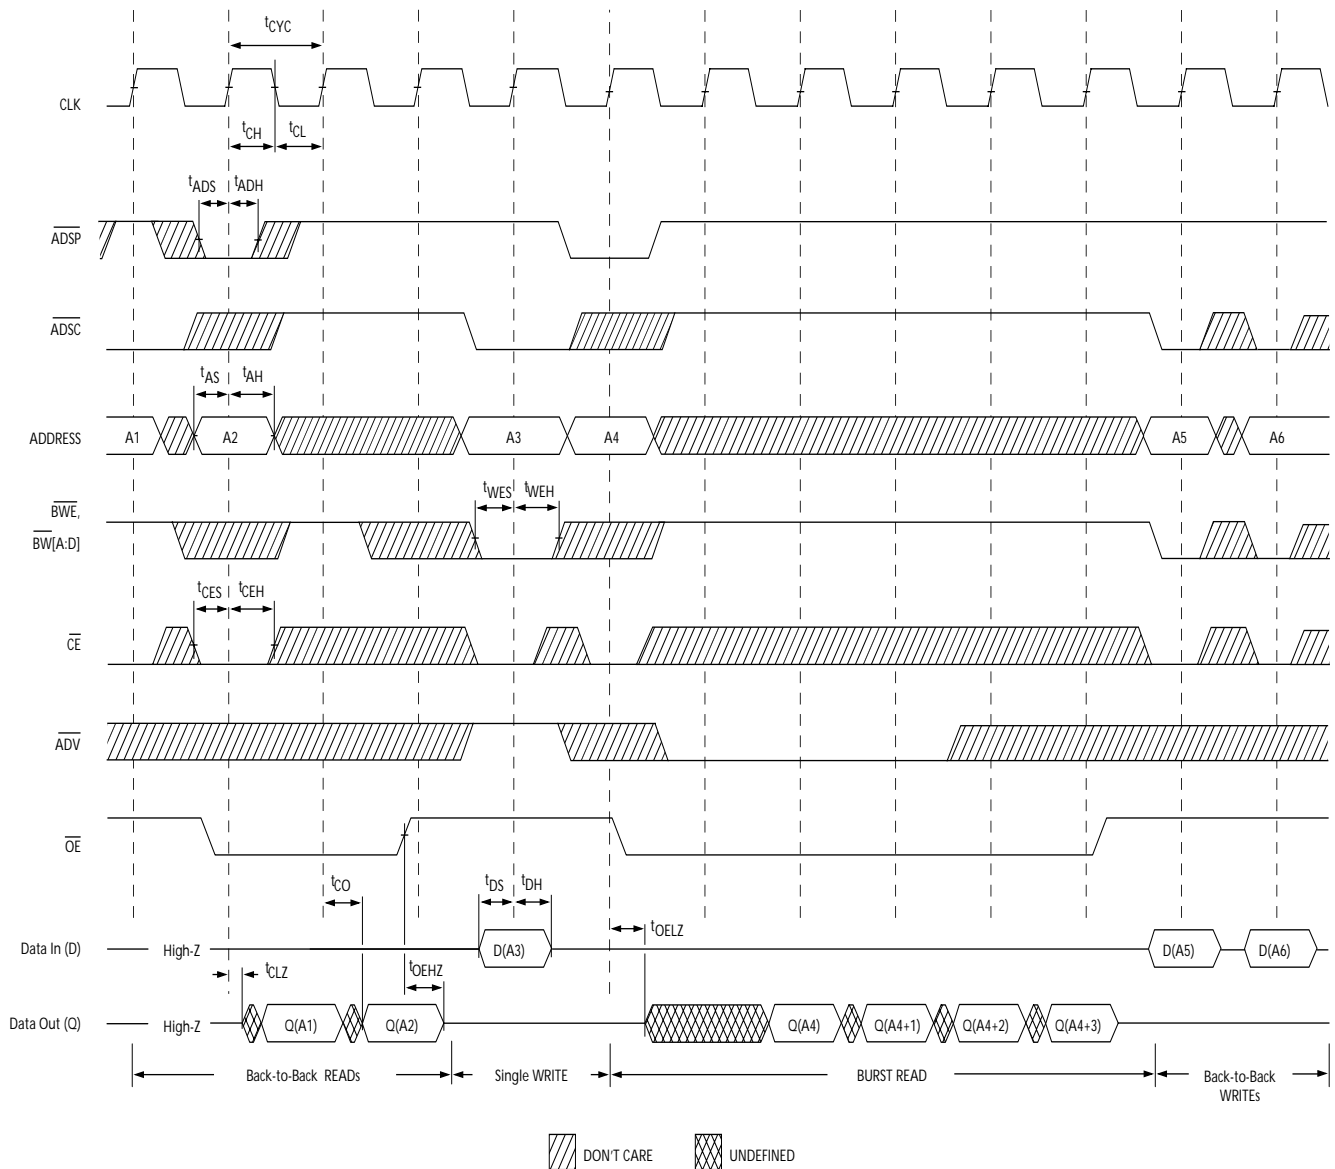 tCYC
CLK
tCH
tCL
tADS
tADH
ADSP
ADSC
tAS
tAH
ADDRESS
A1
A2
A3
A4
A5
A6
tWES
tWEH
BWE,
BW[A:D]
tCES
tCEH
CE
ADV
OE
tCO
tDS
tDH
tOELZ
Data In (D)
High-Z
D(A3)
D(A5)
D(A6)
tCLZ
tOEHZ
Data Out (Q)
High-Z
Q(A1)
Q(A2)
Q(A4)
Q(A4+1)
Q(A4+2)
Q(A4+3)
Back-to-Back READs
Single WRITE
BURST READ
Back-to-Back
WRITEs
DON'T CARE
UNDEFINED